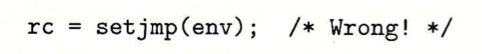 rc = setjmp(env);  /* Wrong! */